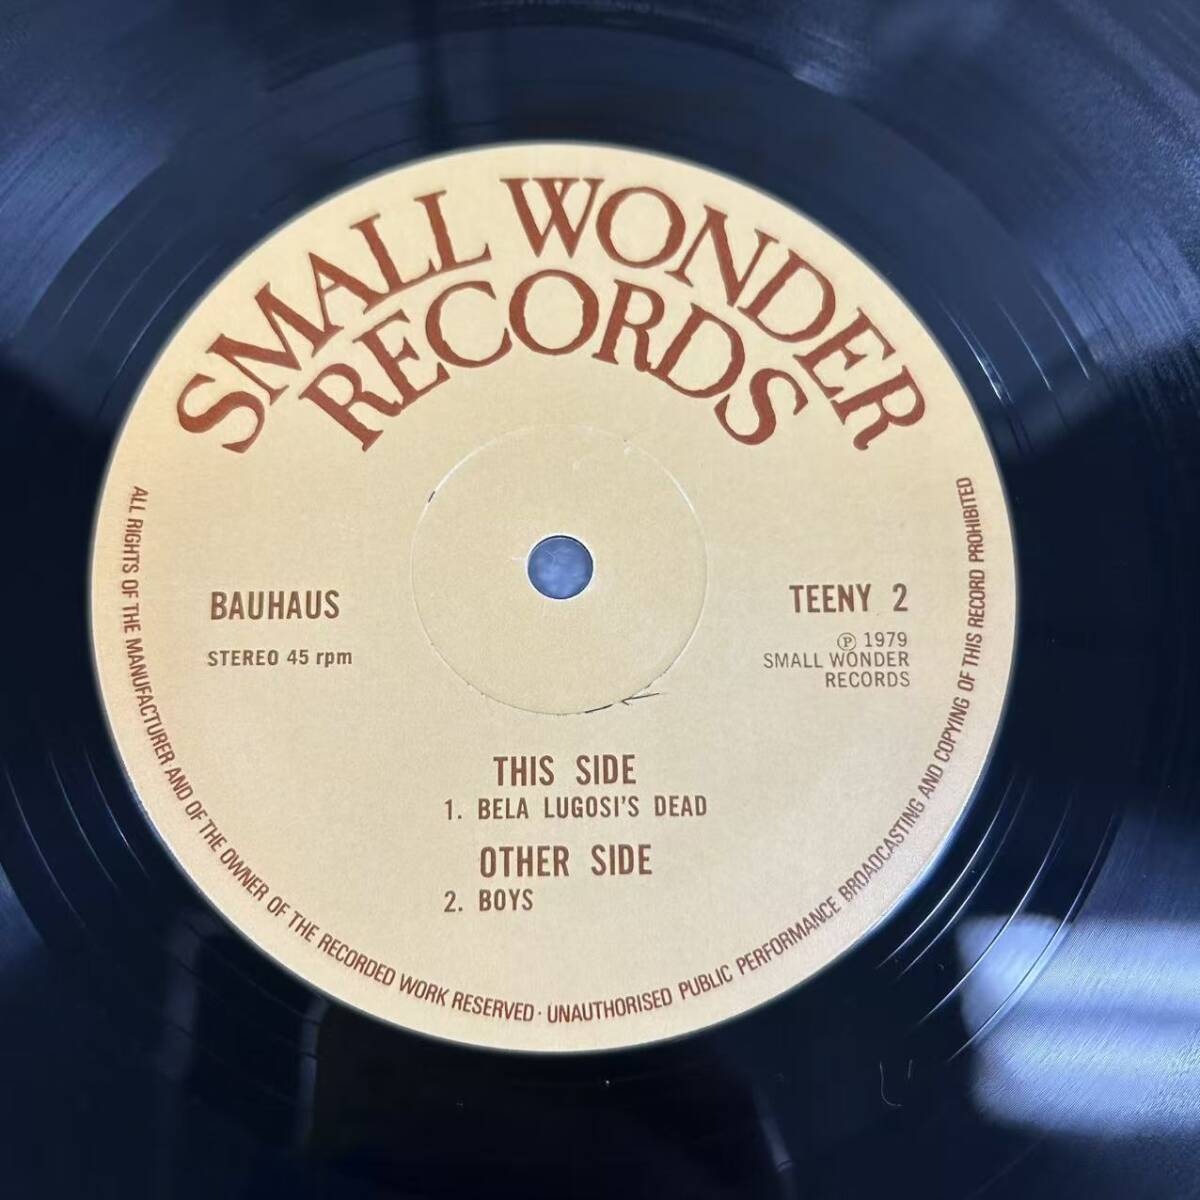 SMALL WONDER
RECORDS
BAUHAUS
STEREO 45 rpm
TEENY 2
℗ 1979
SMALL WONDER
RECORDS
THIS SIDE
1. BELA LUGOSI'S DEAD
OTHER SIDE
2. BOYS
ALL RIGHTS OF THE MANUFACTURER AND OF THE OWNER OF THE RECORDED WORK RESERVED · UNAUTHORISED PUBLIC PERFORMANCE BROADCASTING AND COPYING OF THIS RECORD PROHIBITED